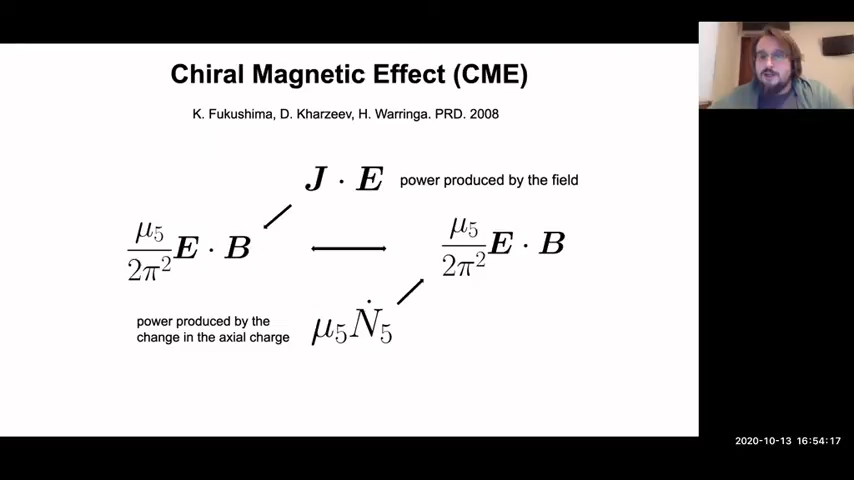 Chiral Magnetic Effect (CME)
K. Fukushima, D. Kharzeev, H. Warringa. PRD. 2008
J · E power produced by the field
μ₅/2π² E · B ⟷ μ₅/2π² E · B
power produced by the
change in the axial charge
μ₅Ṅ₅
2020-10-13 16:54:17